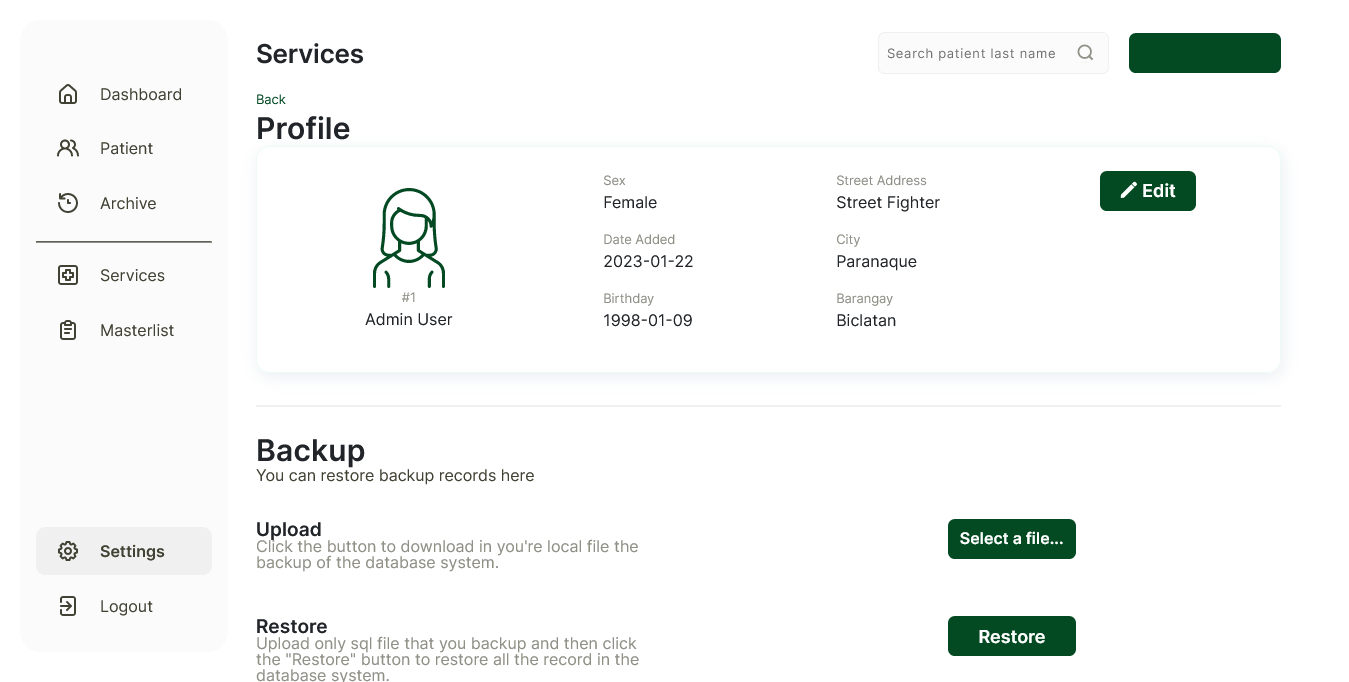 Dashboard
Patient
Archive
Services
Masterlist
Settings
Logout
Services
Search patient last name
Back
Profile
#1
Admin User
Sex
Female
Date Added
2023-01-22
Birthday
1998-01-09
Street Address
Street Fighter
City
Paranaque
Barangay
Biclatan
Edit
Backup
You can restore backup records here
Upload
Click the button to download in you're local file the
backup of the database system.
Select a file...
Restore
Upload only sql file that you backup and then click
the "Restore" button to restore all the record in the
database system.
Restore